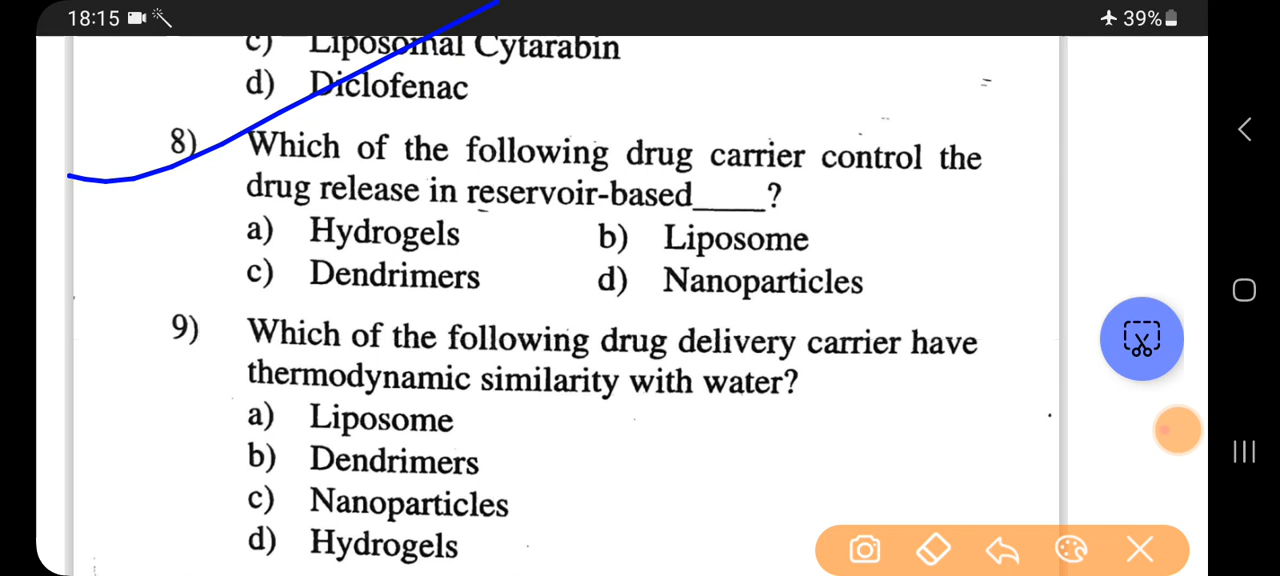 18:15
39%
c) Liposomal Cytarabin
d) Diclofenac
8) Which of the following drug carrier control the
drug release in reservoir-based____?
a) Hydrogels b) Liposome
c) Dendrimers d) Nanoparticles
9) Which of the following drug delivery carrier have
thermodynamic similarity with water?
a) Liposome
b) Dendrimers
c) Nanoparticles
d) Hydrogels